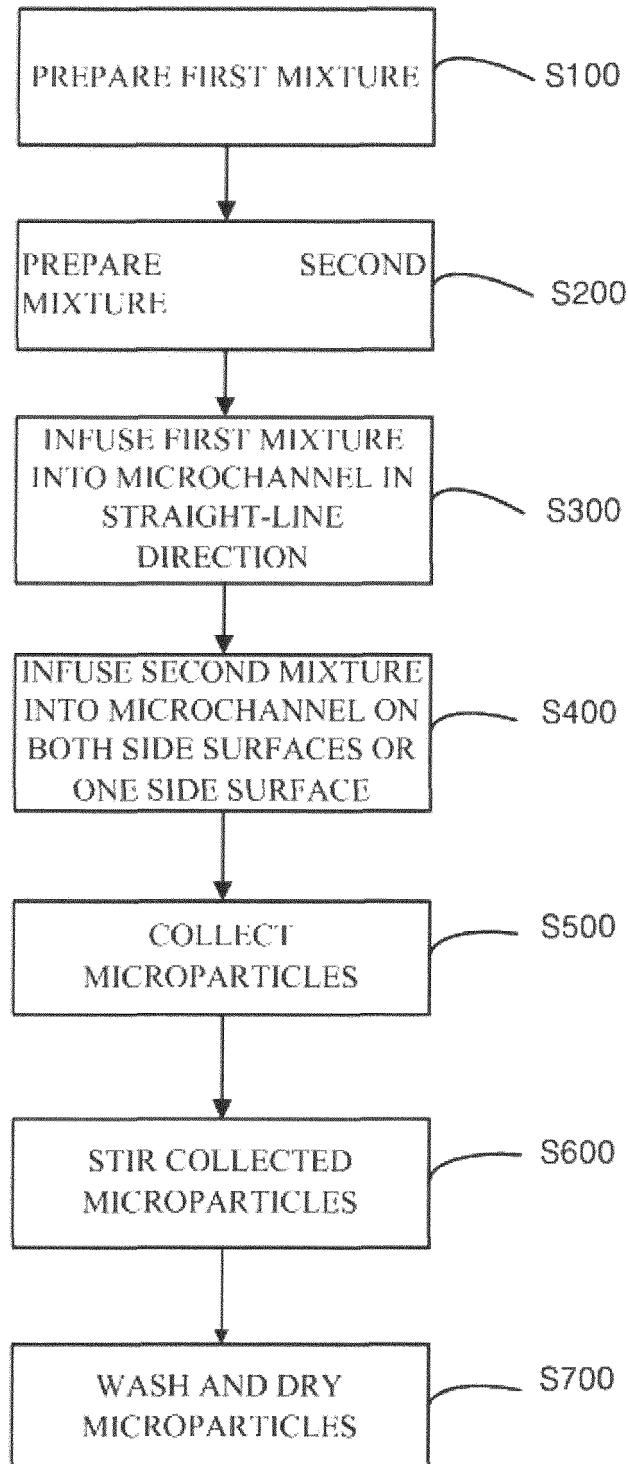 PREPARE FIRST MIXTURE
S100
PREPARE SECOND
MIXTURE
S200
INFUSE FIRST MIXTURE
INTO MICROCHANNEL IN
STRAIGHT-LINE
DIRECTION
S300
INFUSE SECOND MIXTURE
INTO MICROCHANNEL ON
BOTH SIDE SURFACES OR
ONE SIDE SURFACE
S400
COLLECT
MICROPARTICLES
S500
STIR COLLECTED
MICROPARTICLES
S600
WASH AND DRY
MICROPARTICLES
S700